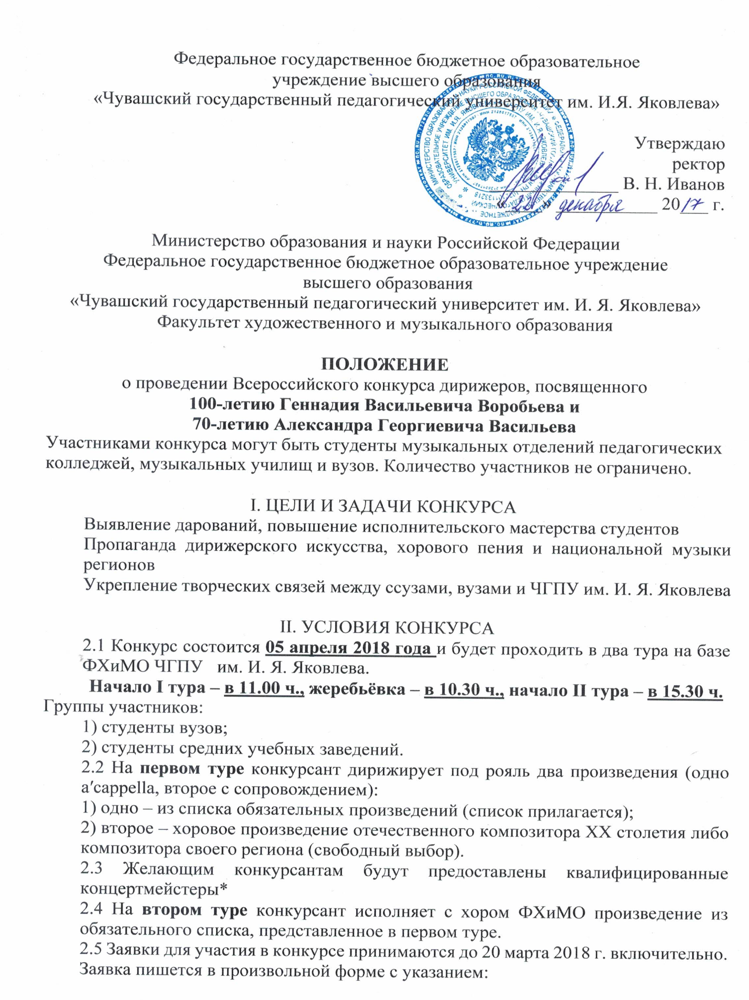 Федеральное государственное бюджетное образовательное
учреждение высшего образования
«Чувашский государственный педагогический университет им. И.Я. Яковлева»
Утверждаю
ректор
В. Н. Иванов
«22» декабря 2017 г.
Министерство образования и науки Российской Федерации
Федеральное государственное бюджетное образовательное учреждение
высшего образования
«Чувашский государственный педагогический университет им. И. Я. Яковлева»
Факультет художественного и музыкального образования
ПОЛОЖЕНИЕ
о проведении Всероссийского конкурса дирижеров, посвященного
100-летию Геннадия Васильевича Воробьева и
70-летию Александра Георгиевича Васильева
Участниками конкурса могут быть студенты музыкальных отделений педагогических
колледжей, музыкальных училищ и вузов. Количество участников не ограничено.
I. ЦЕЛИ И ЗАДАЧИ КОНКУРСА
Выявление дарований, повышение исполнительского мастерства студентов
Пропаганда дирижерского искусства, хорового пения и национальной музыки
регионов
Укрепление творческих связей между ссузами, вузами и ЧГПУ им. И. Я. Яковлева
II. УСЛОВИЯ КОНКУРСА
2.1 Конкурс состоится 05 апреля 2018 года и будет проходить в два тура на базе
ФХиМО ЧГПУ им. И. Я. Яковлева.
Начало I тура – в 11.00 ч., жеребьёвка – в 10.30 ч., начало II тура – в 15.30 ч.
Группы участников:
1) студенты вузов;
2) студенты средних учебных заведений.
2.2 На первом туре конкурсант дирижирует под рояль два произведения (одно
a′cappella, второе с сопровождением):
1) одно – из списка обязательных произведений (список прилагается);
2) второе – хоровое произведение отечественного композитора XX столетия либо
композитора своего региона (свободный выбор).
2.3 Желающим конкурсантам будут предоставлены квалифицированные
концертмейстеры*
2.4 На втором туре конкурсант исполняет с хором ФХиМО произведение из
обязательного списка, представленное в первом туре.
2.5 Заявки для участия в конкурсе принимаются до 20 марта 2018 г. включительно.
Заявка пишется в произвольной форме с указанием: